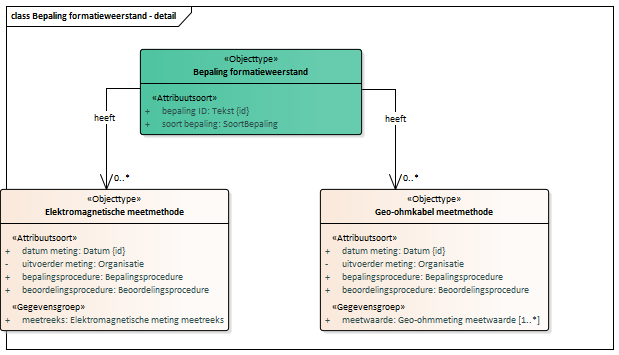 class Bepaling formatieweerstand - detail
«Objecttype»
Bepaling formatieweerstand
«Attribuutsoort»
+ bepaling ID: Tekst {id}
+ soort bepaling: SoortBepaling
heeft
heeft
0..*
0..*
«Objecttype»
Elektromagnetische meetmethode
«Attribuutsoort»
+ datum meting: Datum {id}
- uitvoerder meting: Organisatie
+ bepalingsprocedure: Bepalingsprocedure
+ beoordelingsprocedure: Beoordelingsprocedure
«Gegevensgroep»
+ meetreeks: Elektromagnetische meting meetreeks
«Objecttype»
Geo-ohmkabel meetmethode
«Attribuutsoort»
+ datum meting: Datum {id}
- uitvoerder meting: Organisatie
+ bepalingsprocedure: Bepalingsprocedure
+ beoordelingsprocedure: Beoordelingsprocedure
«Gegevensgroep»
+ meetwaarde: Geo-ohmmeting meetwaarde [1..*]